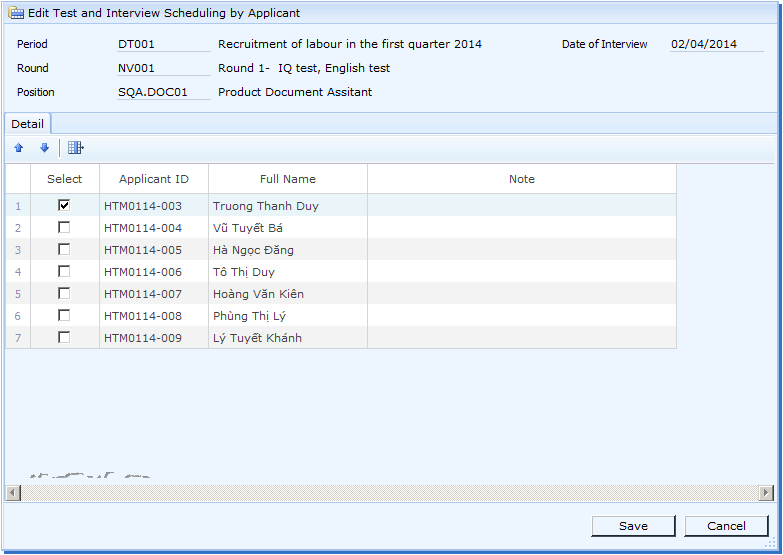 Edit Test and Interview Scheduling by Applicant
Period DT001 Recruitment of labour in the first quarter 2014 Date of Interview 02/04/2014
Round NV001 Round 1- IQ test, English test
Position SQA.DOC01 Product Document Assitant
Detail
Select Applicant ID Full Name Note
1 HTM0114-003 Truong Thanh Duy
2 HTM0114-004 Vũ Tuyết Bá
3 HTM0114-005 Hà Ngọc Đăng
4 HTM0114-006 Tô Thị Duy
5 HTM0114-007 Hoàng Văn Kiên
6 HTM0114-008 Phùng Thị Lý
7 HTM0114-009 Lý Tuyết Khánh
Save Cancel